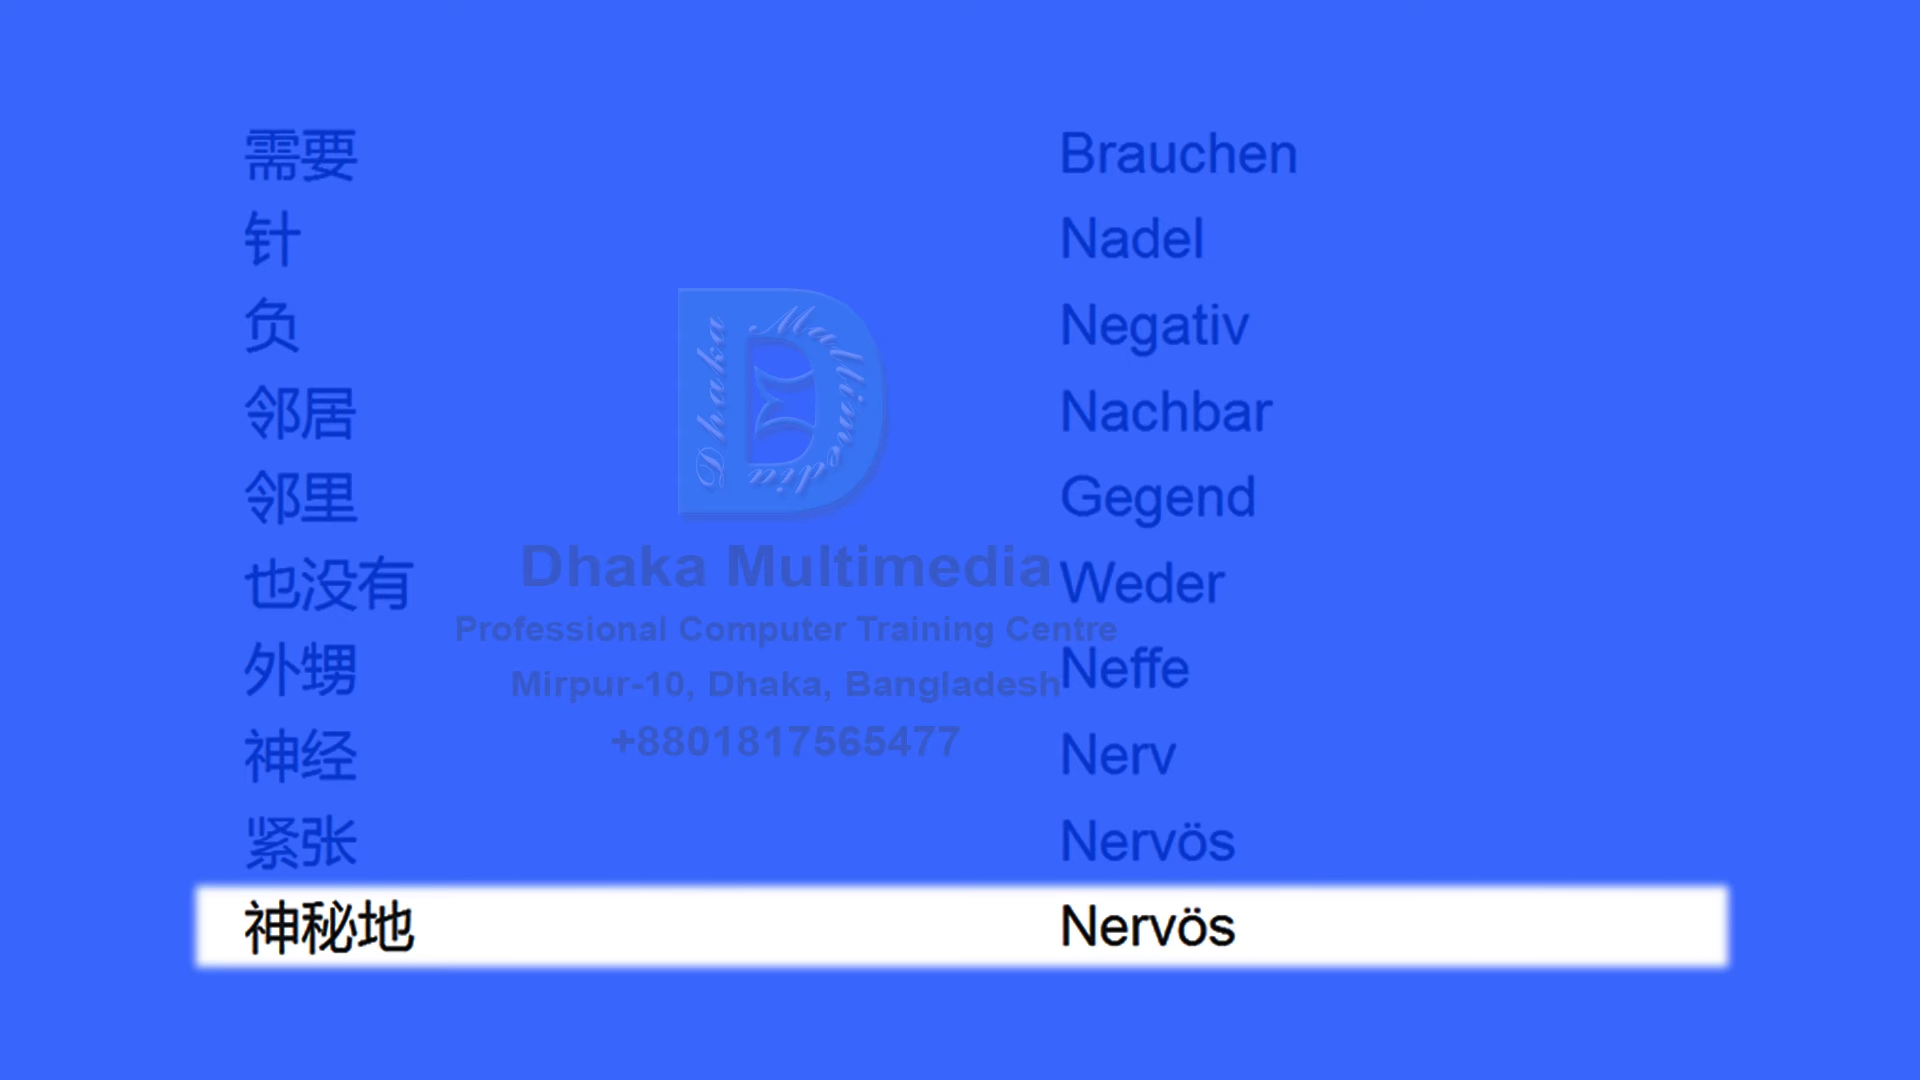 需要 Brauchen
针 Nadel
负 Negativ
邻居 Nachbar
邻里 Gegend
也没有 Weder
外甥 Neffe
神经 Nerv
紧张 Nervös
神秘地 Nervös
Dhaka Multimedia
Dhaka Multimedia
Professional Computer Training Centre
Mirpur-10, Dhaka, Bangladesh
+8801817565477